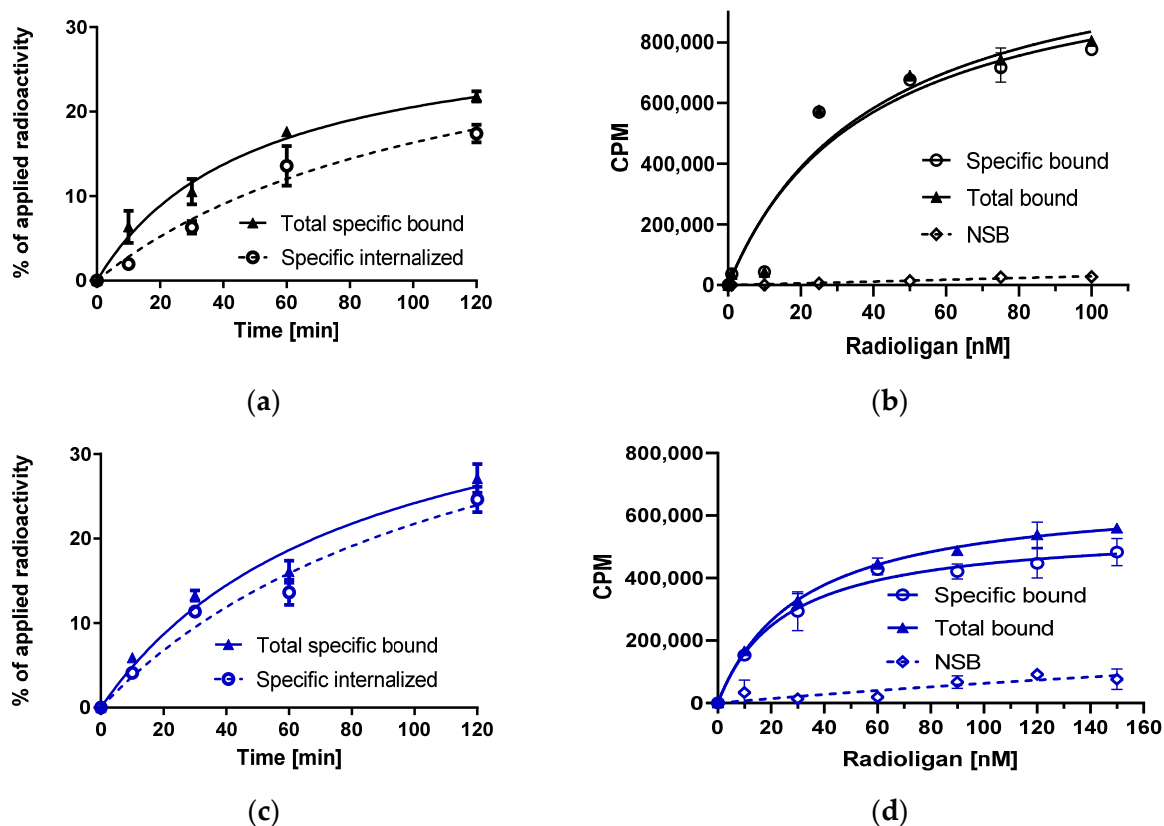 % of applied radioactivity
30
20
10
0
0 20 40 60 80 100 120
Time [min]
Total specific bound
Specific internalized
(a)
CPM
800,000
600,000
400,000
200,000
0
0 20 40 60 80 100
Radioligan [nM]
Specific bound
Total bound
NSB
(b)
% of applied radioactivity
30
20
10
0
0 20 40 60 80 100 120
Time [min]
Total specific bound
Specific internalized
(c)
CPM
800,000
600,000
400,000
200,000
0
0 20 40 60 80 100 120 140 160
Radioligan [nM]
Specific bound
Total bound
NSB
(d)